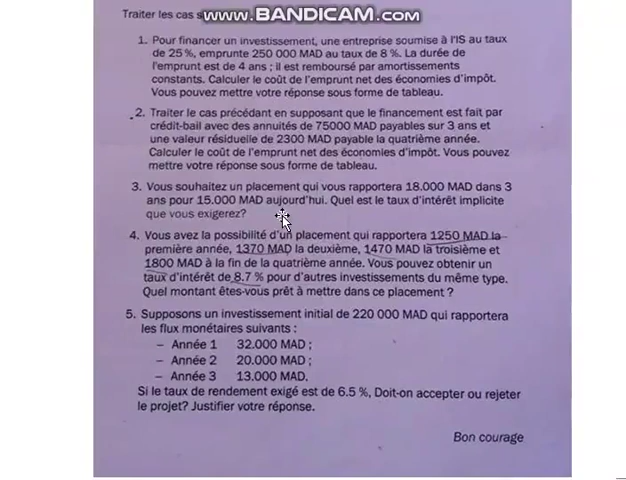 Traiter les cas s
www.BANDICAM.com
1. Pour financer un investissement, une entreprise soumise à l'IS au taux
de 25 %, emprunte 250 000 MAD au taux de 8 %. La durée de
l'emprunt est de 4 ans ; il est remboursé par amortissements
constants. Calculer le coût de l'emprunt net des économies d'impôt.
Vous pouvez mettre votre réponse sous forme de tableau.
2. Traiter le cas précédant en supposant que le financement est fait par
crédit-bail avec des annuités de 75000 MAD payables sur 3 ans et
une valeur résiduelle de 2300 MAD payable la quatrième année.
Calculer le coût de l'emprunt net des économies d'impôt. Vous pouvez
mettre votre réponse sous forme de tableau.
3. Vous souhaitez un placement qui vous rapportera 18.000 MAD dans 3
ans pour 15.000 MAD aujourd'hui. Quel est le taux d'intérêt implicite
que vous exigerez?
4. Vous avez la possibilité d'un placement qui rapportera 1250 MAD la
première année, 1370 MAD la deuxième, 1470 MAD la troisième et
1800 MAD à la fin de la quatrième année. Vous pouvez obtenir un
taux d'intérêt de 8.7 % pour d'autres investissements du même type.
Quel montant êtes-vous prêt à mettre dans ce placement ?
5. Supposons un investissement initial de 220 000 MAD qui rapportera
les flux monétaires suivants :
– Année 1 32.000 MAD ;
– Année 2 20.000 MAD ;
– Année 3 13.000 MAD.
Si le taux de rendement exigé est de 6.5 %, Doit-on accepter ou rejeter
le projet? Justifier votre réponse.
Bon courage